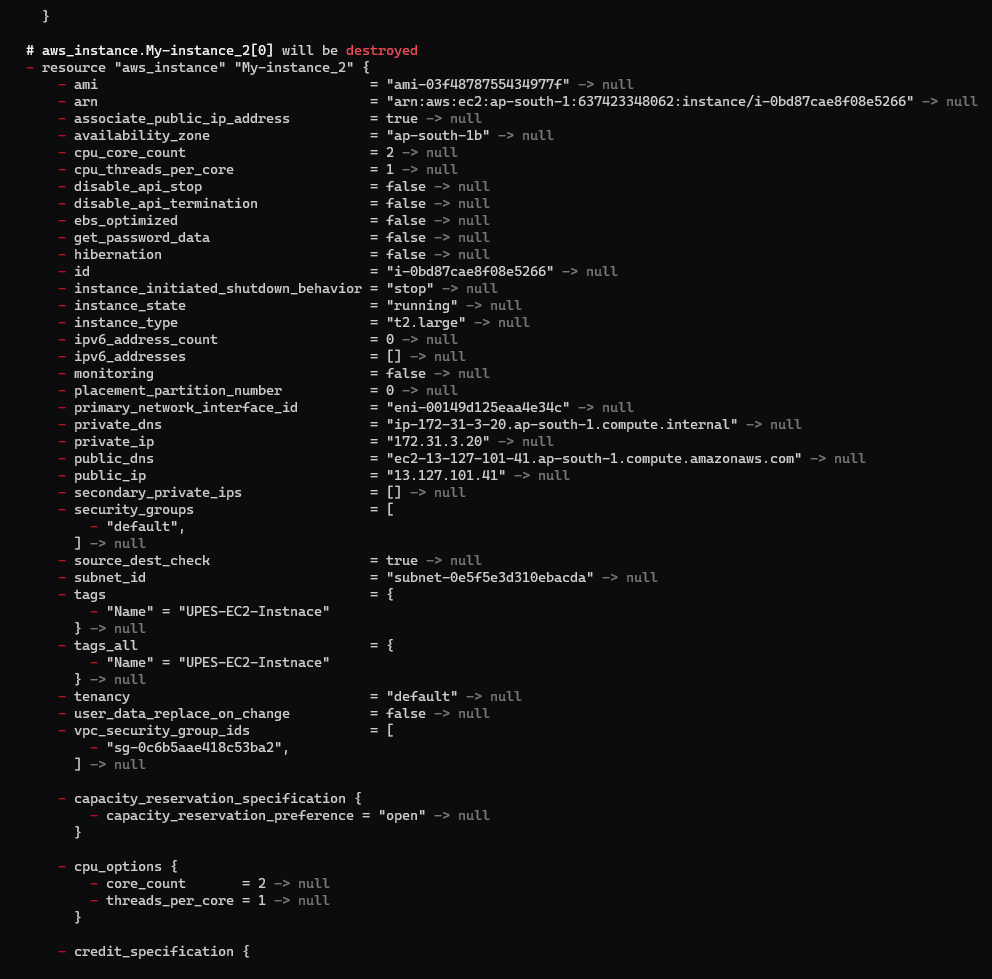 }
# aws_instance.My-instance_2[0] will be destroyed
- resource "aws_instance" "My-instance_2" {
- ami = "ami-03f4878755434977f" -> null
- arn = "arn:aws:ec2:ap-south-1:637423348062:instance/i-0bd87cae8f08e5266" -> null
- associate_public_ip_address = true -> null
- availability_zone = "ap-south-1b" -> null
- cpu_core_count = 2 -> null
- cpu_threads_per_core = 1 -> null
- disable_api_stop = false -> null
- disable_api_termination = false -> null
- ebs_optimized = false -> null
- get_password_data = false -> null
- hibernation = false -> null
- id = "i-0bd87cae8f08e5266" -> null
- instance_initiated_shutdown_behavior = "stop" -> null
- instance_state = "running" -> null
- instance_type = "t2.large" -> null
- ipv6_address_count = 0 -> null
- ipv6_addresses = [] -> null
- monitoring = false -> null
- placement_partition_number = 0 -> null
- primary_network_interface_id = "eni-00149d125eaa4e34c" -> null
- private_dns = "ip-172-31-3-20.ap-south-1.compute.internal" -> null
- private_ip = "172.31.3.20" -> null
- public_dns = "ec2-13-127-101-41.ap-south-1.compute.amazonaws.com" -> null
- public_ip = "13.127.101.41" -> null
- secondary_private_ips = [] -> null
- security_groups = [
- "default",
] -> null
- source_dest_check = true -> null
- subnet_id = "subnet-0e5f5e3d310ebacda" -> null
- tags = {
- "Name" = "UPES-EC2-Instnace"
} -> null
- tags_all = {
- "Name" = "UPES-EC2-Instnace"
} -> null
- tenancy = "default" -> null
- user_data_replace_on_change = false -> null
- vpc_security_group_ids = [
- "sg-0c6b5aae418c53ba2",
] -> null
- capacity_reservation_specification {
- capacity_reservation_preference = "open" -> null
}
- cpu_options {
- core_count = 2 -> null
- threads_per_core = 1 -> null
}
- credit_specification {